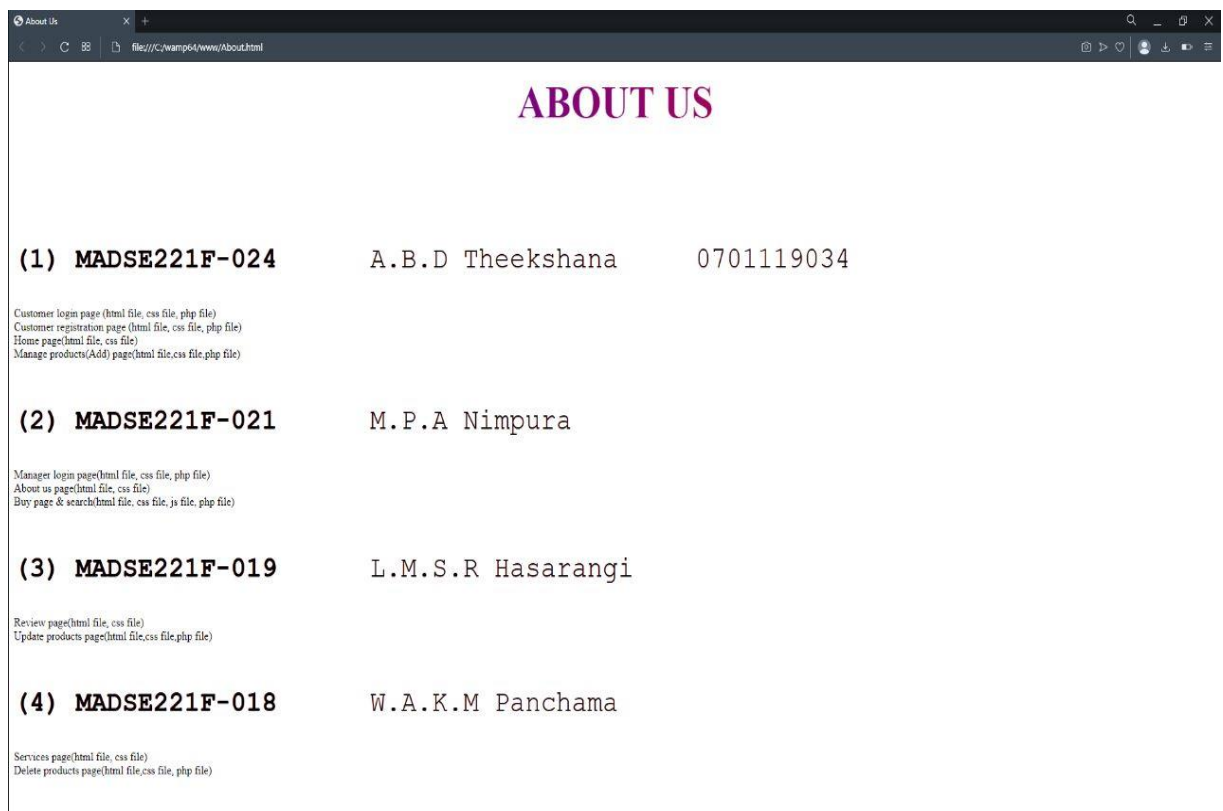 About Us
file:///C:/wamp64/www/About.html
ABOUT US
(1) MADSE221F-024 A.B.D Theekshana 0701119034
Customer login page (html file, css file, php file)
Customer registration page (html file, css file, php file)
Home page(html file, css file)
Manage products(Add) page(html file,css file,php file)
(2) MADSE221F-021 M.P.A Nimpura
Manager login page(html file, css file, php file)
About us page(html file, css file)
Buy page & search(html file, css file, js file, php file)
(3) MADSE221F-019 L.M.S.R Hasarangi
Review page(html file, css file)
Update products page(html file,css file,php file)
(4) MADSE221F-018 W.A.K.M Panchama
Services page(html file, css file)
Delete products page(html file,css file, php file)